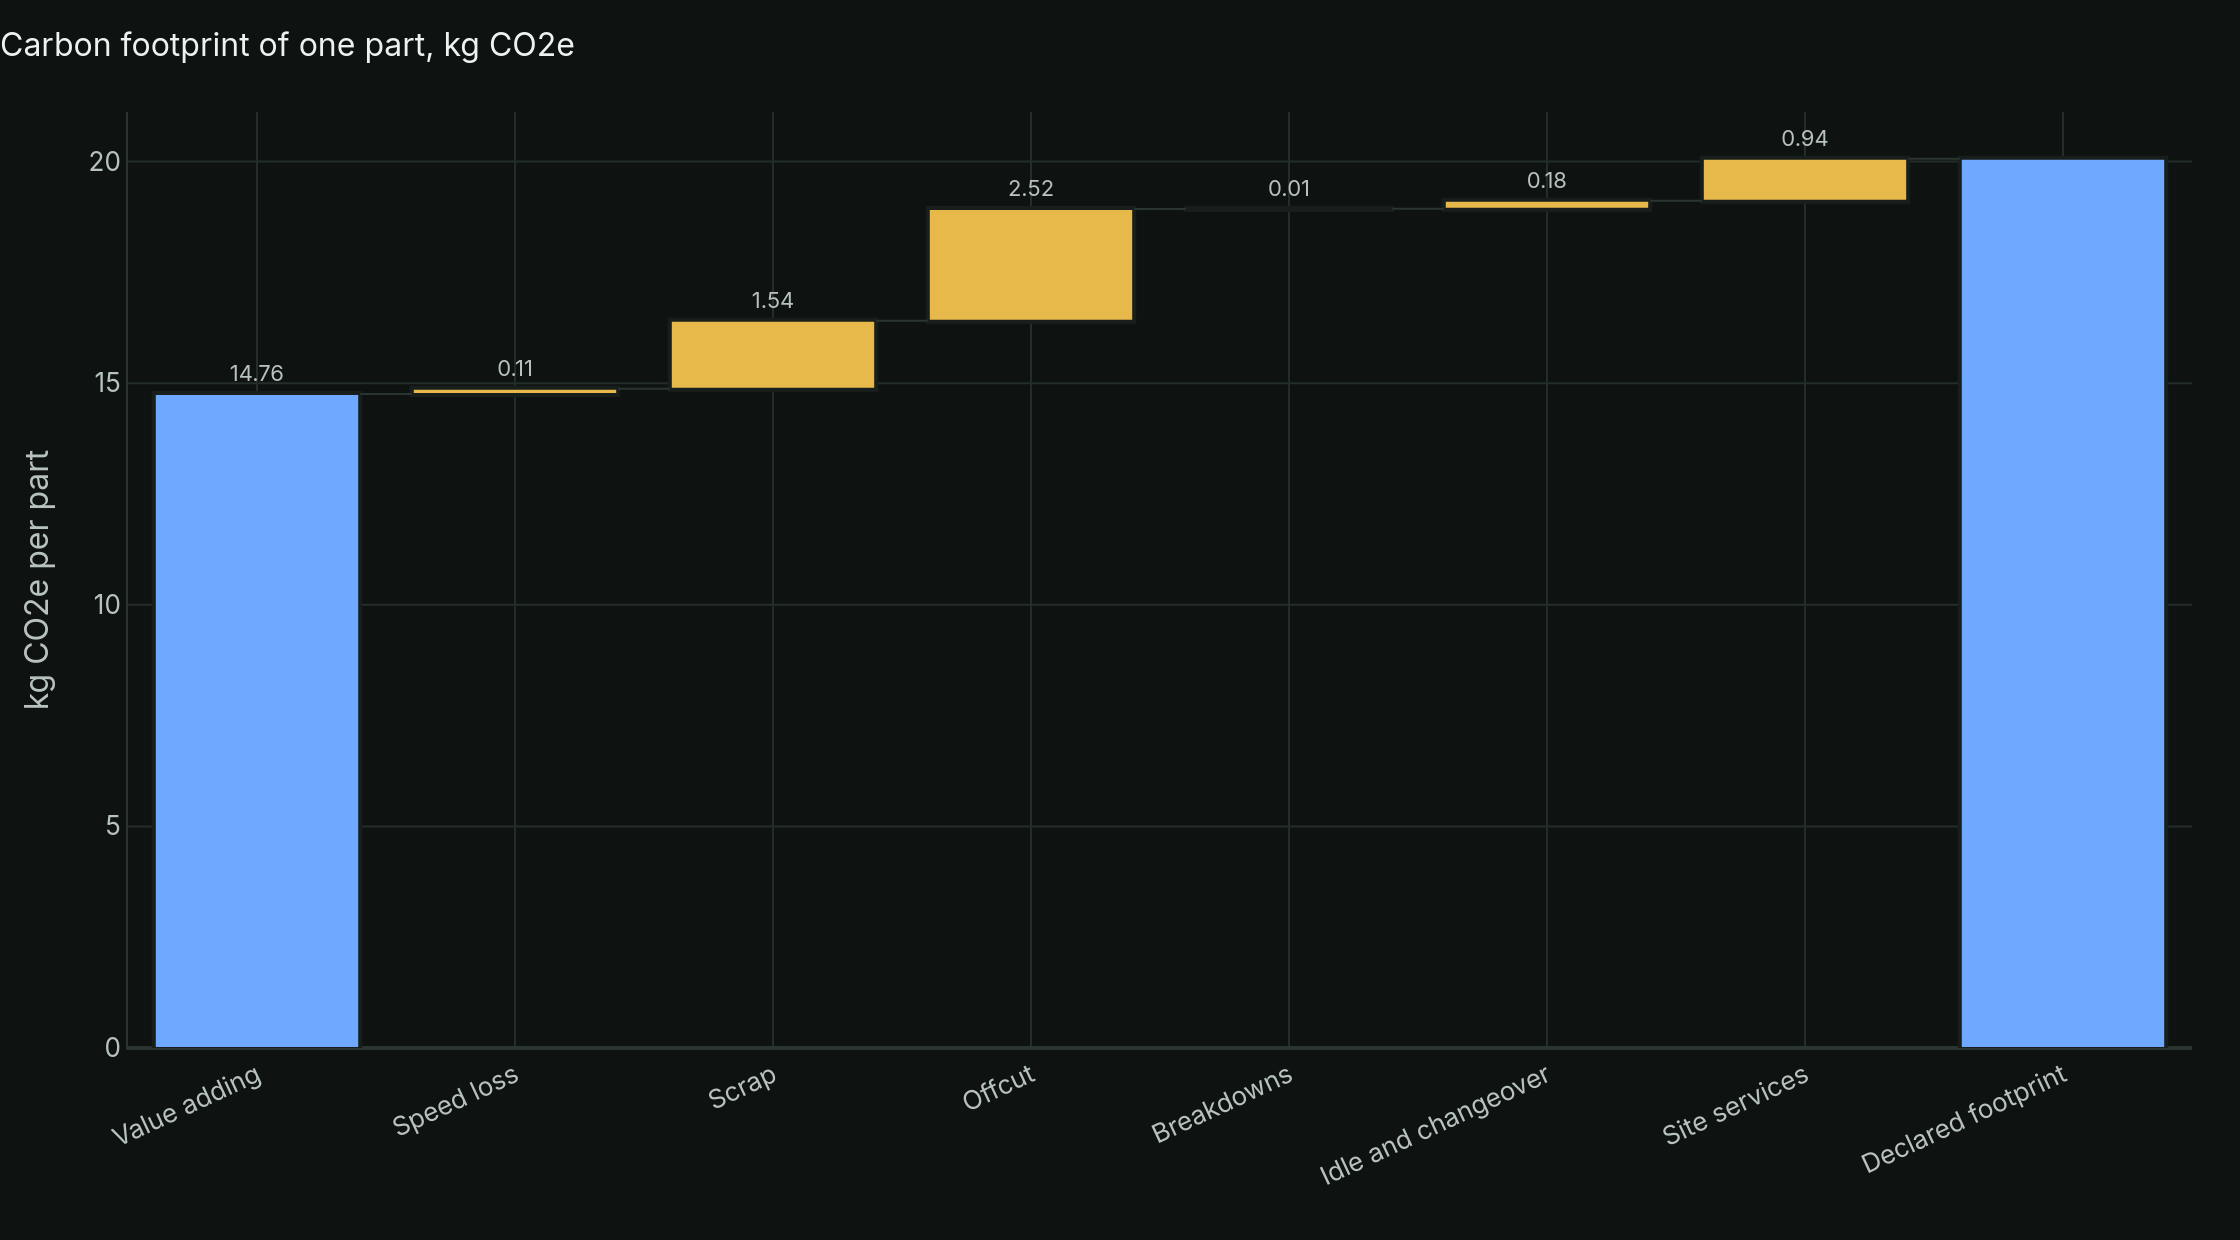 Carbon footprint of one part, kg CO2e
kg CO2e per part
20
15
10
5
0
14.76
0.11
1.54
2.52
0.01
0.18
0.94
Value adding
Speed loss
Scrap
Offcut
Breakdowns
Idle and changeover
Site services
Declared footprint